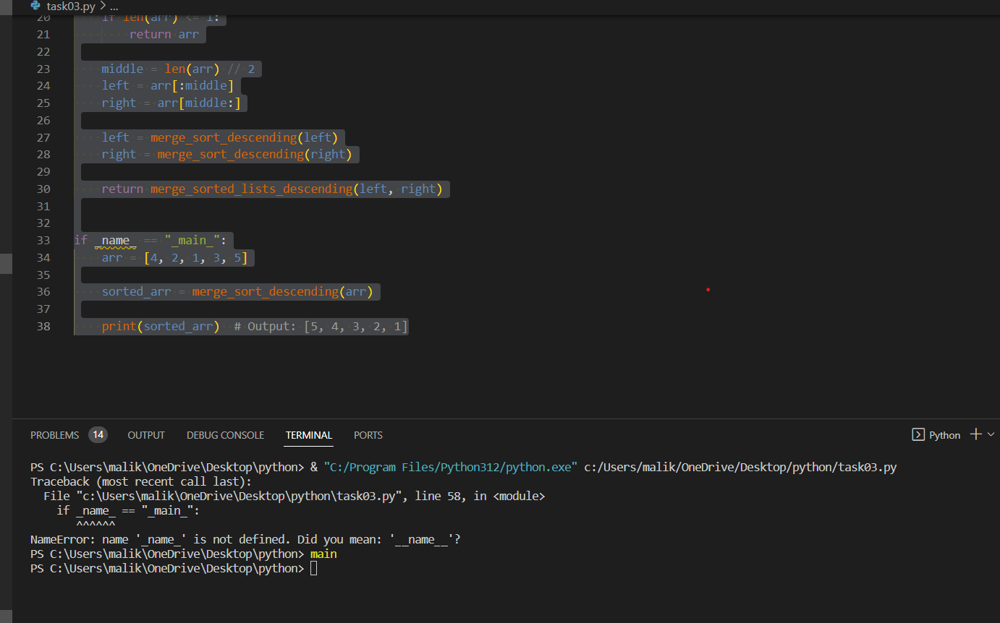 task03.py > ...
20 if len(arr) <= 1:
21 return arr
22
23 middle = len(arr) // 2
24 left = arr[:middle]
25 right = arr[middle:]
26
27 left = merge_sort_descending(left)
28 right = merge_sort_descending(right)
29
30 return merge_sorted_lists_descending(left, right)
31
32
33 if _name_ == "_main_":
34 arr = [4, 2, 1, 3, 5]
35
36 sorted_arr = merge_sort_descending(arr)
37
38 print(sorted_arr) # Output: [5, 4, 3, 2, 1]
PROBLEMS 14 OUTPUT DEBUG CONSOLE TERMINAL PORTS Python
PS C:\Users\malik\OneDrive\Desktop\python> & "C:/Program Files/Python312/python.exe" c:/Users/malik/OneDrive/Desktop/python/task03.py
Traceback (most recent call last):
File "c:\Users\malik\OneDrive\Desktop\python\task03.py", line 58, in <module>
if _name_ == "_main_":
^^^^^^
NameError: name '_name_' is not defined. Did you mean: '__name__'?
PS C:\Users\malik\OneDrive\Desktop\python> main
PS C:\Users\malik\OneDrive\Desktop\python>